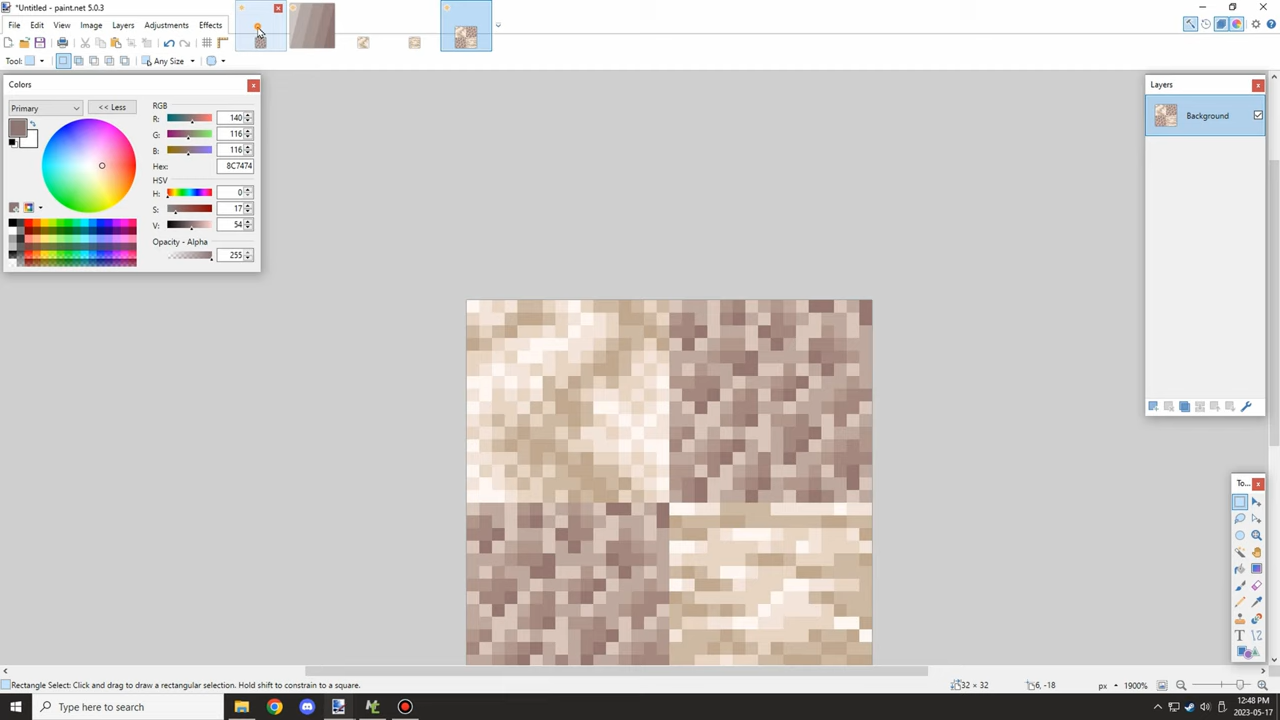 *Untitled - paint.net 5.0.3
File Edit View Image Layers Adjustments Effects
Tool: Any Size
Colors
Primary
<< Less
RGB
R: 140
G: 116
B: 116
Hex: 8C7474
HSV
H: 0
S: 17
V: 54
Opacity - Alpha
255
Layers
Background
To...
Rectangle Select: Click and drag to draw a rectangular selection. Hold shift to constrain to a square.
32 × 32
6, -18
px
1900%
Type here to search
12:48 PM
2023-05-17